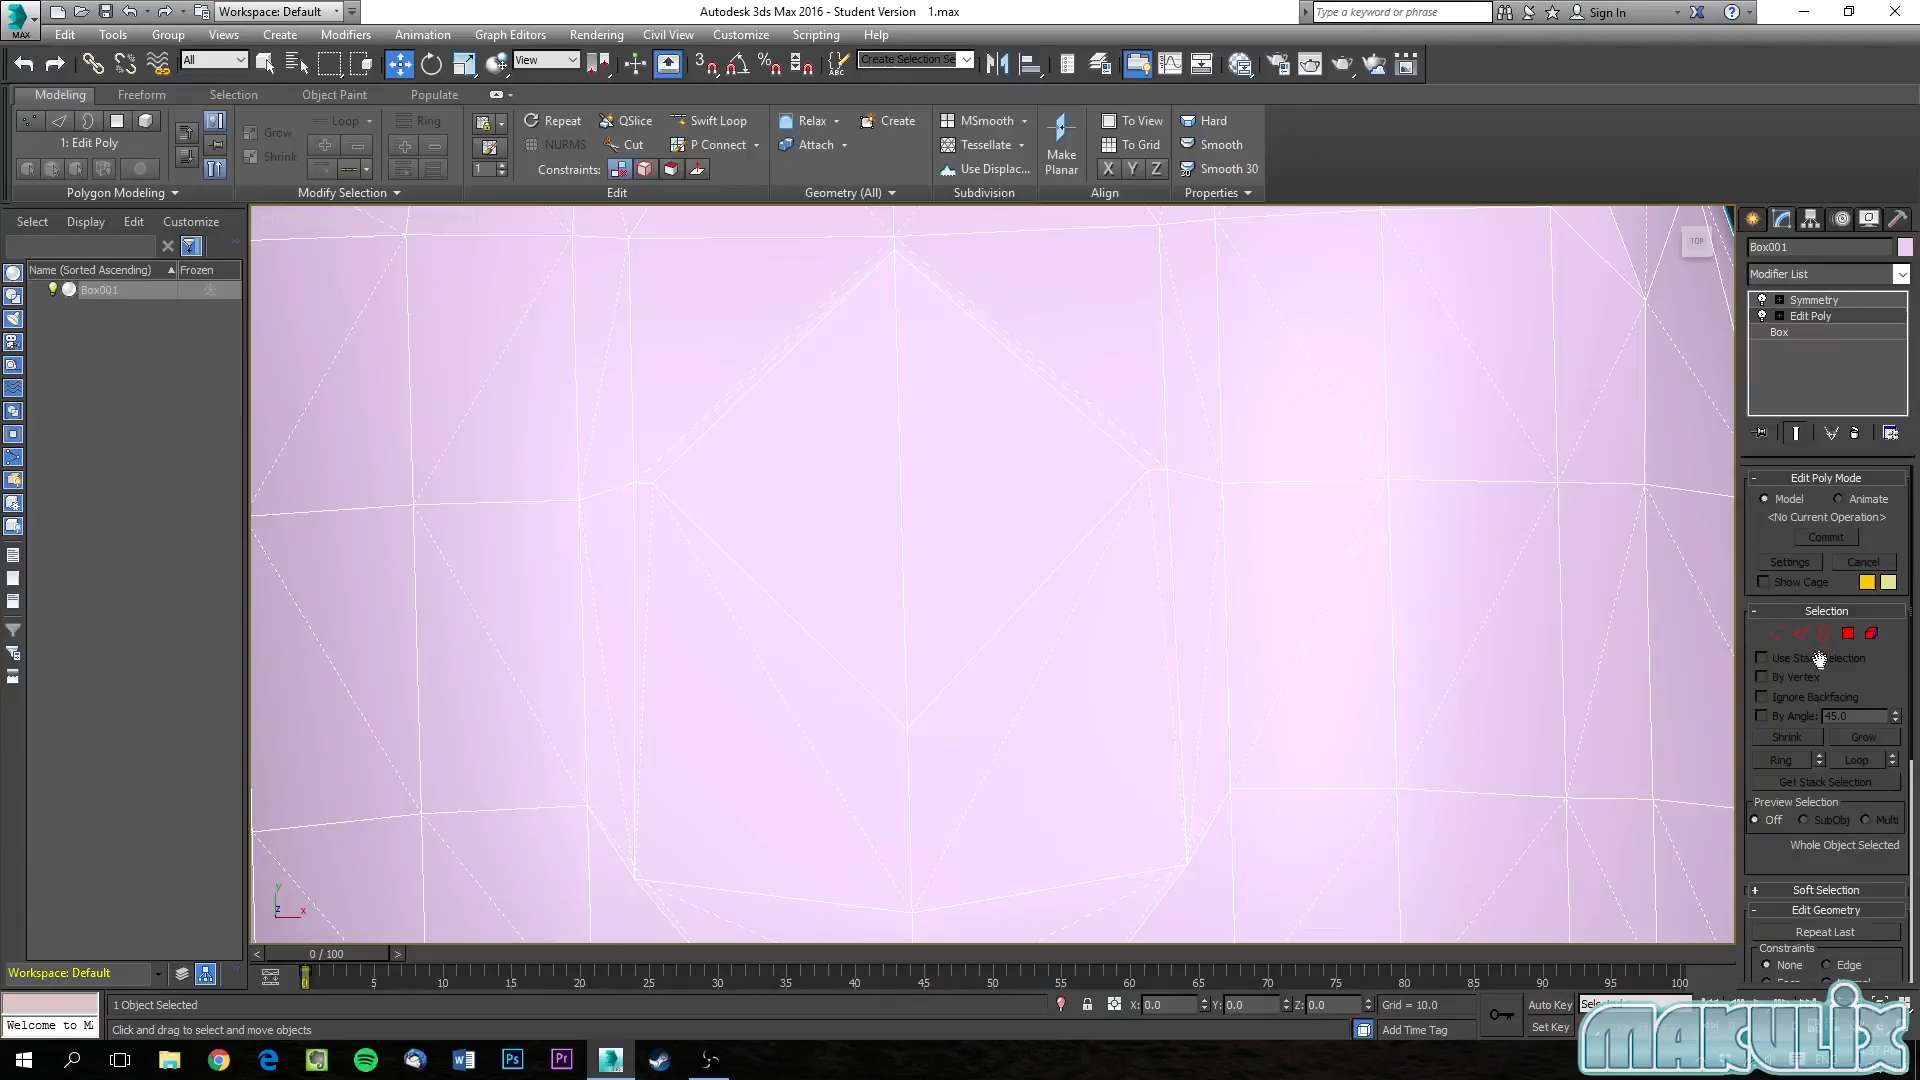 MAX Workspace: Default Autodesk 3ds Max 2016 - Student Version 1.max Type a keyword or phrase Sign In
Edit Tools Group Views Create Modifiers Animation Graph Editors Rendering Civil View Customize Scripting Help
All View 3 Create Selection Se
Modeling Freeform Selection Object Paint Populate
1: Edit Poly
Polygon Modeling
Loop Ring
Grow
Shrink
Modify Selection
Repeat QSlice Swift Loop
NURMS Cut P Connect
1 Constraints:
Edit
Relax Create
Attach
Geometry (All)
MSmooth
Tessellate
Use Displac...
Subdivision
Make Planar
To View
To Grid
X Y Z
Align
Hard
Smooth
Smooth 30
Properties
Select Display Edit Customize
Name (Sorted Ascending) Frozen
Box001
TOP
y
z x
Box001
Modifier List
Symmetry
Edit Poly
Box
Edit Poly Mode
Model Animate
<No Current Operation>
Commit
Settings Cancel
Show Cage
Selection
Use Stack Selection
By Vertex
Ignore Backfacing
By Angle: 45.0
Shrink Grow
Ring Loop
Get Stack Selection
Preview Selection
Off SubObj Multi
Whole Object Selected
Soft Selection
Edit Geometry
Repeat Last
Constraints
None Edge
0 / 100
Workspace: Default
0 5 10 15 20 25 30 35 40 45 50 55 60 65 70 75 80 85 90 95 100
1 Object Selected X: 0.0 Y: 0.0 Z: 0.0 Grid = 10.0 Auto Key
Welcome to M
Click and drag to select and move objects Add Time Tag Set Key
MAKULIX